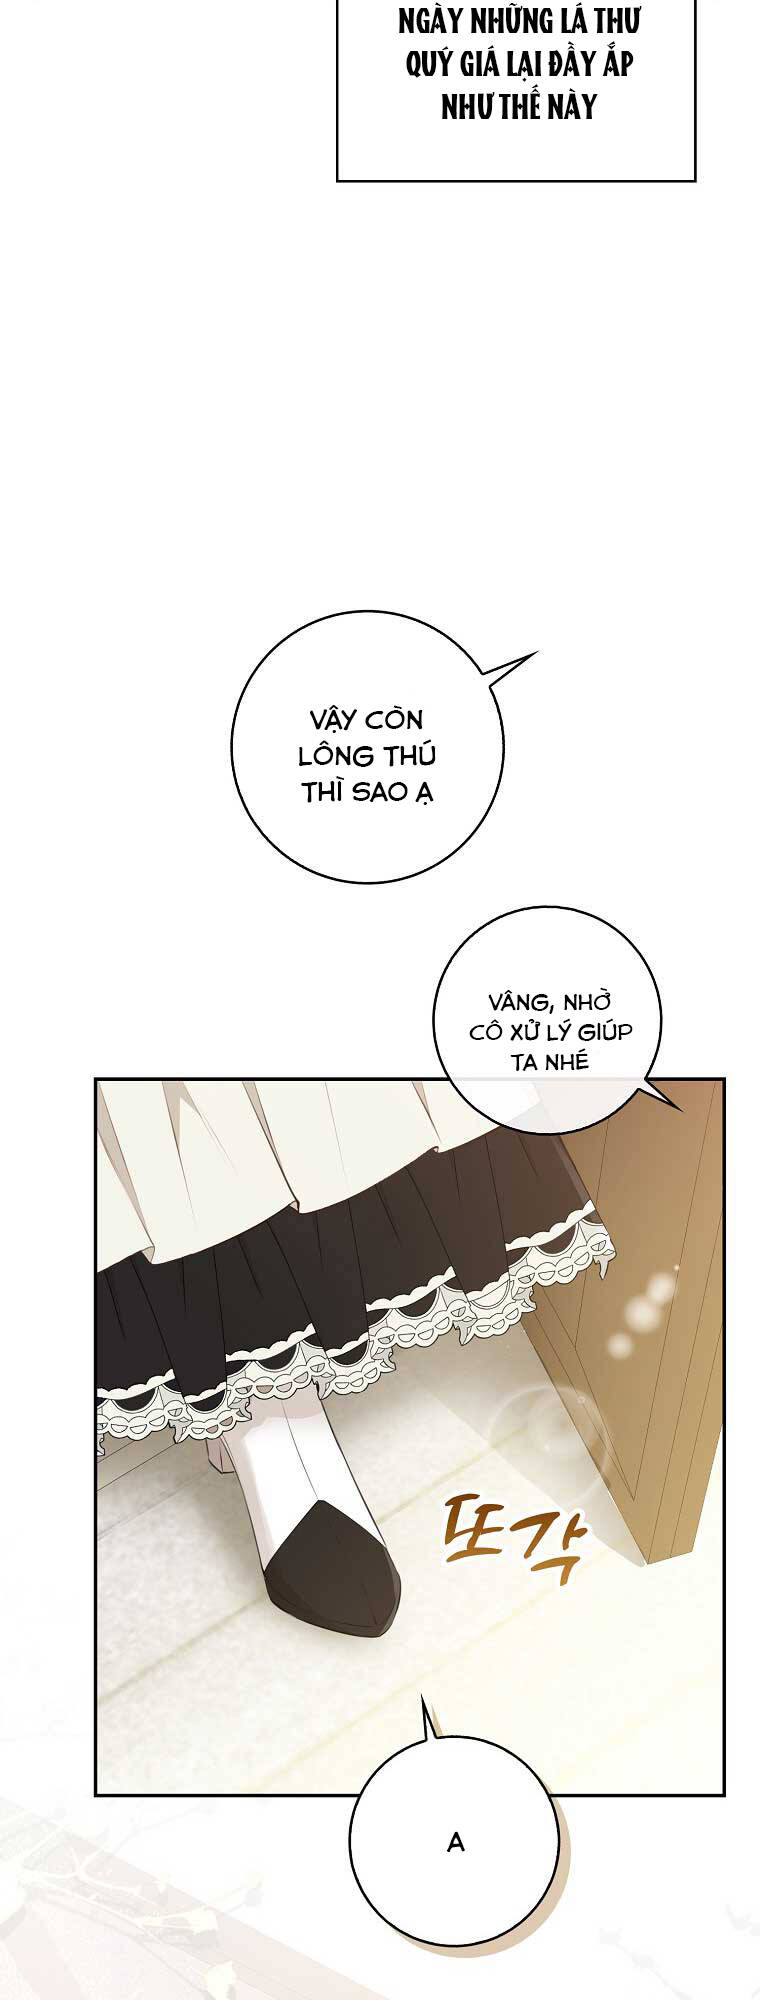 NGÀY NHỮNG LÁ THƯ
QUÝ GIÁ LẠI ĐẦY ẮP
NHƯ THẾ NÀY
VẬY CÒN
LÔNG THÚ
THÌ SAO Ạ
VÂNG, NHỜ
CÔ XỬ LÝ GIÚP
TA NHÉ
또각
A